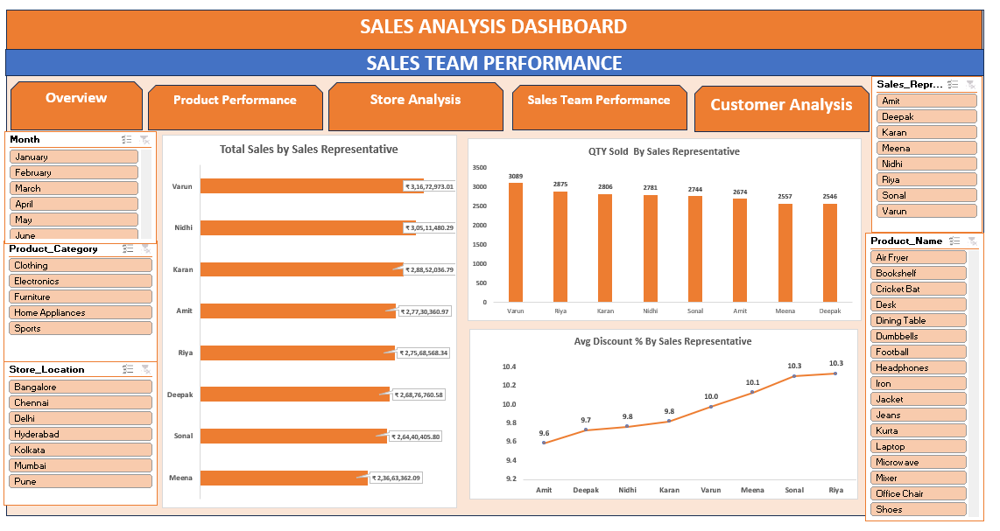 SALES ANALYSIS DASHBOARD
SALES TEAM PERFORMANCE
Overview
Product Performance
Store Analysis
Sales Team Performance
Customer Analysis
Month
January
February
March
April
May
June
Product_Category
Clothing
Electronics
Furniture
Home Appliances
Sports
Store_Location
Bangalore
Chennai
Delhi
Hyderabad
Kolkata
Mumbai
Pune
Total Sales by Sales Representative
Varun ₹ 3,16,72,973.01
Nidhi ₹ 3,05,11,480.29
Karan ₹ 2,88,52,036.79
Amit ₹ 2,77,30,360.97
Riya ₹ 2,75,68,568.34
Deepak ₹ 2,68,76,760.58
Sonal ₹ 2,64,40,405.80
Meena ₹ 2,36,63,362.09
QTY Sold By Sales Representative
3500
3000
2500
2000
1500
1000
500
0
3089 2875 2806 2781 2744 2674 2557 2546
Varun Riya Karan Nidhi Sonal Amit Meena Deepak
Avg Discount % By Sales Representative
10.4
10.2
10.0
9.8
9.6
9.4
9.2
9.6 9.7 9.8 9.8 10.0 10.1 10.3 10.3
Amit Deepak Nidhi Karan Varun Meena Sonal Riya
Sales_Repr...
Amit
Deepak
Karan
Meena
Nidhi
Riya
Sonal
Varun
Product_Name
Air Fryer
Bookshelf
Cricket Bat
Desk
Dining Table
Dumbbells
Football
Headphones
Iron
Jacket
Jeans
Kurta
Laptop
Microwave
Mixer
Office Chair
Shoes